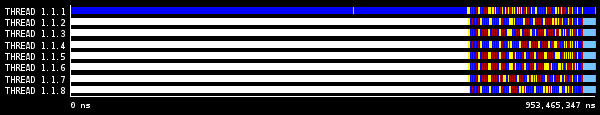 THREAD 1.1.1
THREAD 1.1.2
THREAD 1.1.3
THREAD 1.1.4
THREAD 1.1.5
THREAD 1.1.6
THREAD 1.1.7
THREAD 1.1.8
0 ns 953,465,347 ns